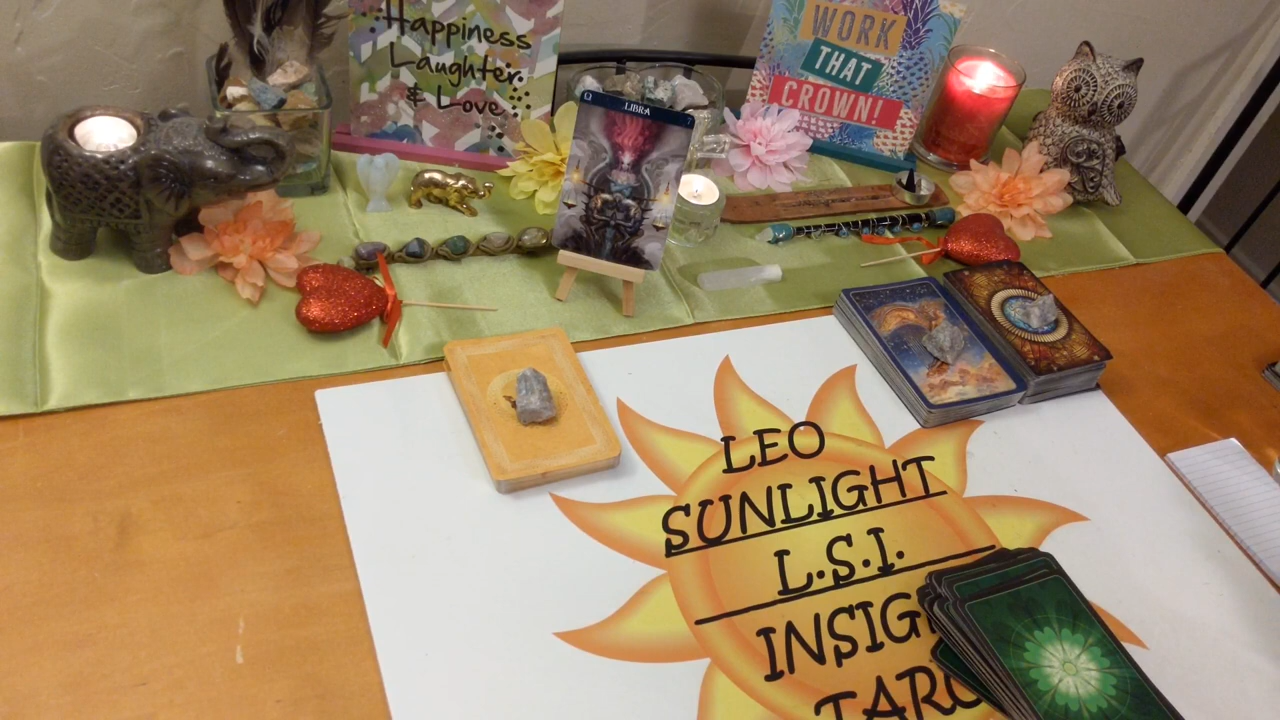 Happiness
Laughter
& Love
WORK
THAT
CROWN!
LIBRA
LEO
SUNLIGHT
L.S.I.